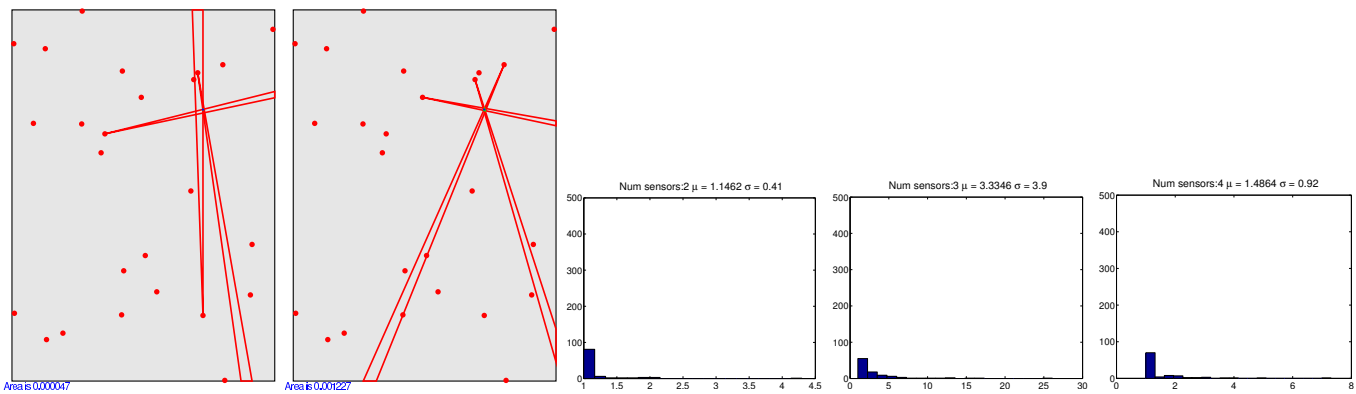 Area is 0.000047
Area is 0.001227
Num sensors:2 μ = 1.1462 σ = 0.41
500
400
300
200
100
0
1 1.5 2 2.5 3 3.5 4 4.5
Num sensors:3 μ = 3.3346 σ = 3.9
500
400
300
200
100
0
0 5 10 15 20 25 30
Num sensors:4 μ = 1.4864 σ = 0.92
500
400
300
200
100
0
2 4 6 8